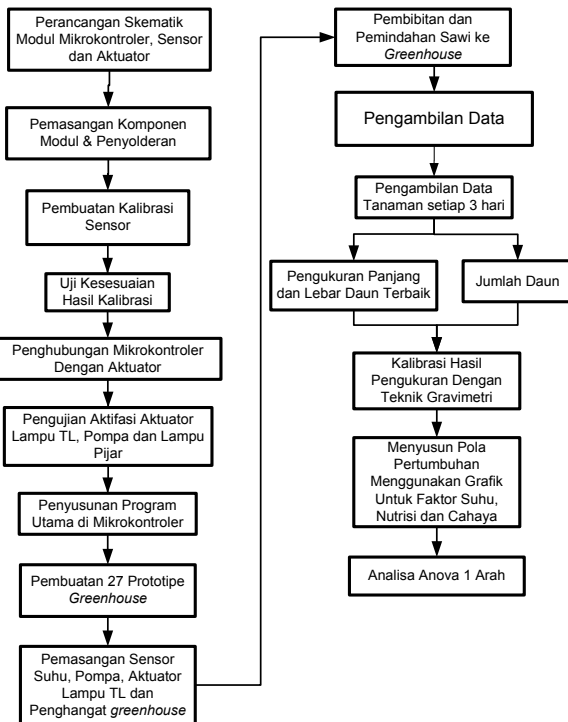 Perancangan Skematik
Modul Mikrokontroler, Sensor
dan Aktuator
Pemasangan Komponen
Modul & Penyolderan
Pembuatan Kalibrasi
Sensor
Uji Kesesuaian
Hasil Kalibrasi
Penghubungan Mikrokontroler
Dengan Aktuator
Pengujian Aktifasi Aktuator
Lampu TL, Pompa dan Lampu
Pijar
Penyusunan Program
Utama di Mikrokontroler
Pembuatan 27 Prototipe
Greenhouse
Pemasangan Sensor
Suhu, Pompa, Aktuator
Lampu TL dan
Penghangat greenhouse
Pembibitan dan
Pemindahan Sawi ke
Greenhouse
Pengambilan Data
Pengambilan Data
Tanaman setiap 3 hari
Pengukuran Panjang
dan Lebar Daun Terbaik
Jumlah Daun
Kalibrasi Hasil
Pengukuran Dengan
Teknik Gravimetri
Menyusun Pola
Pertumbuhan
Menggunakan Grafik
Untuk Faktor Suhu,
Nutrisi dan Cahaya
Analisa Anova 1 Arah